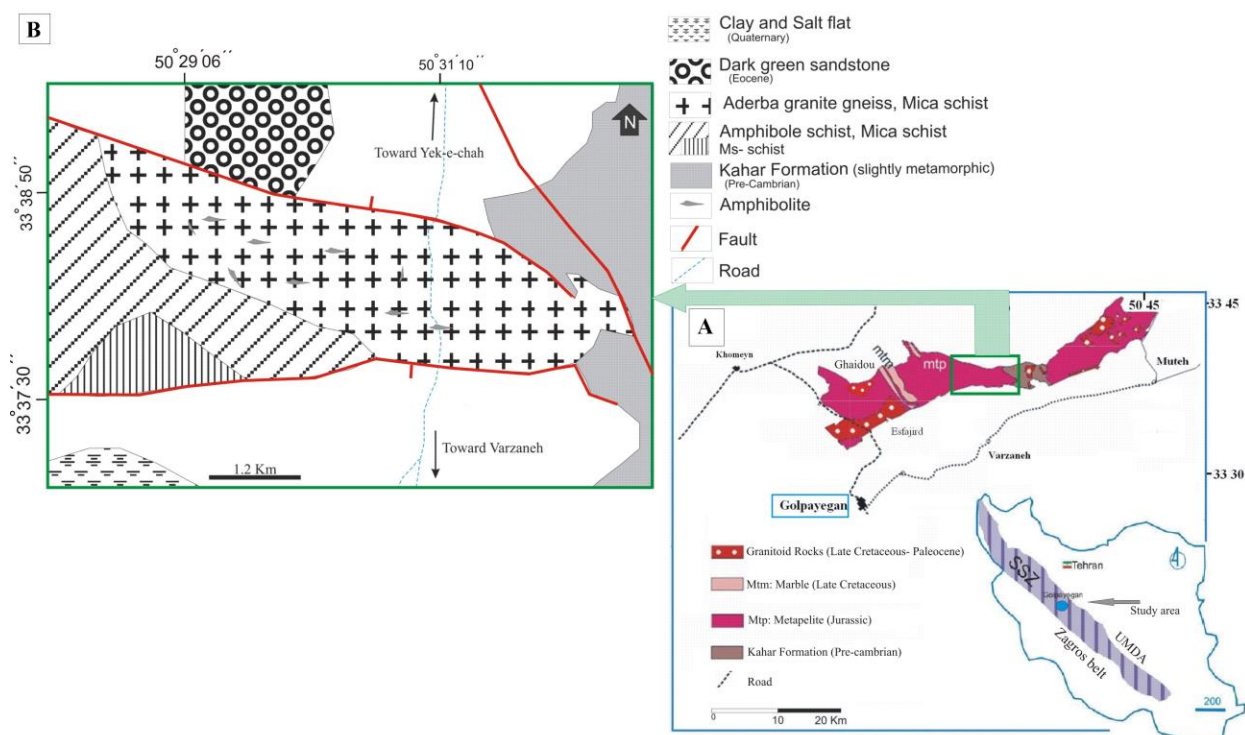 B
50° 29´ 06´´
50° 31´ 10´´
33° 38´ 50´´
33° 37´ 30´´
Toward Yek-e-chah
N
Toward Varzaneh
1.2 Km
Clay and Salt flat
(Quaternary)
Dark green sandstone
(Eocene)
Aderba granite gneiss, Mica schist
Amphibole schist, Mica schist
Ms- schist
Kahar Formation (slightly metamorphic)
(Pre-Cambrian)
Amphibolite
Fault
Road
A
50 45
33 45
Khomeyn
Ghaidou
mtm
mtp
Muteh
Esfajird
Varzaneh
33 30
Golpayegan
Granitoid Rocks (Late Cretaceous- Paleocene)
Mtm: Marble (Late Cretaceous)
Mtp: Metapelite (Jurassic)
Kahar Formation (Pre-cambrian)
Road
0 10 20 Km
SSZ
Tehran
Golpayegan
Study area
UMDA
Zagros belt
200